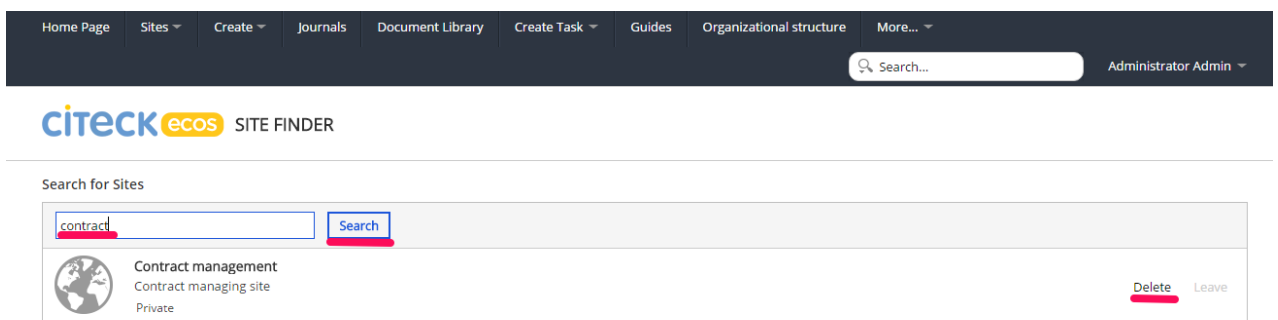 Home Page Sites Create Journals Document Library Create Task Guides Organizational structure More...
Search... Administrator Admin
citeck ecos SITE FINDER
Search for Sites
contract Search
Contract management
Contract managing site Delete Leave
Private